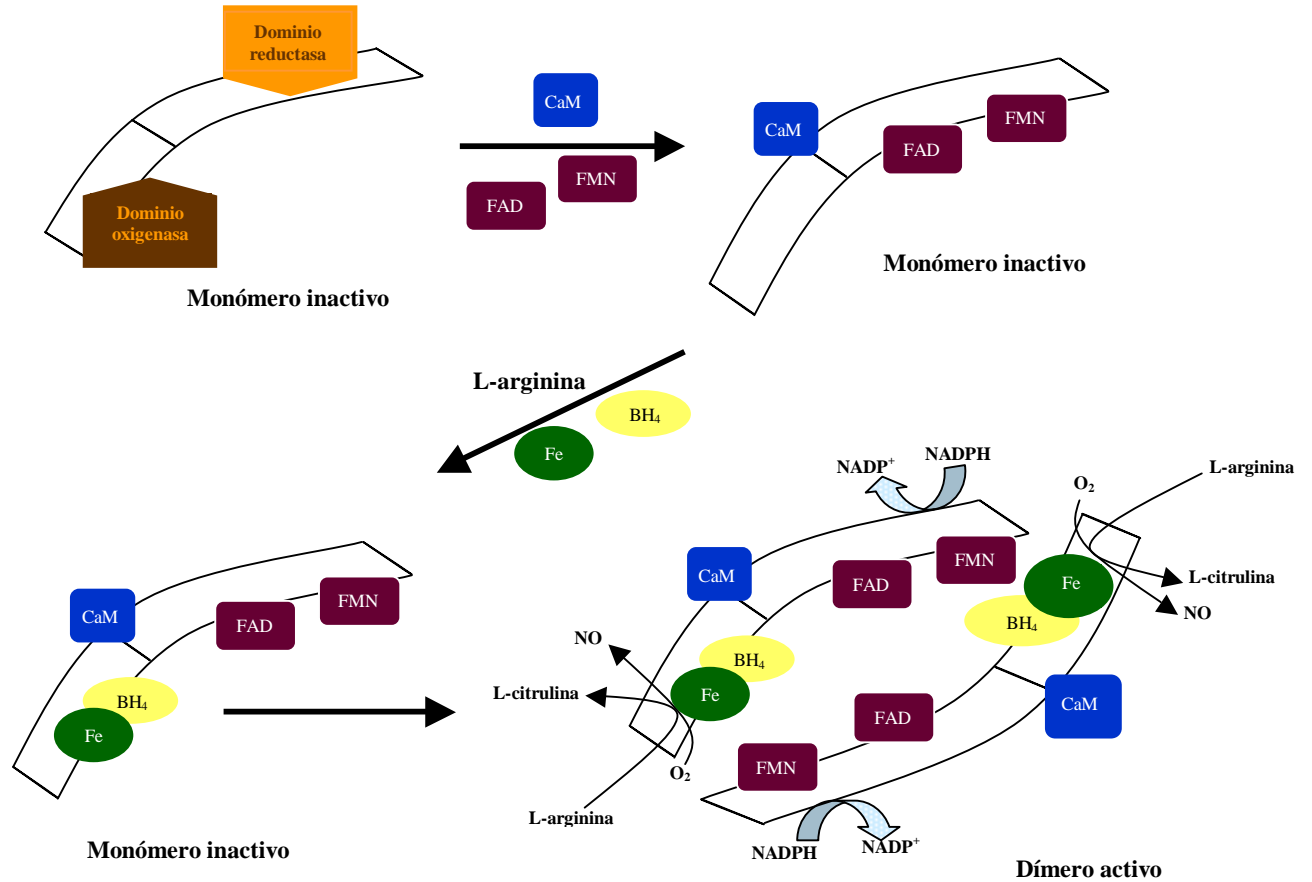 Dominio
reductasa
Dominio
oxigenasa
Monómero inactivo
CaM
FMN
FAD
CaM
FMN
FAD
Monómero inactivo
L-arginina
BH₄
Fe
CaM
FMN
FAD
BH₄
Fe
Monómero inactivo
NADP⁺
NADPH
O₂
L-arginina
FMN
CaM
FAD
Fe
L-citrulina
NO
BH₄
NO
BH₄
L-citrulina
Fe
CaM
FAD
O₂
FMN
L-arginina
NADPH
NADP⁺
Dímero activo